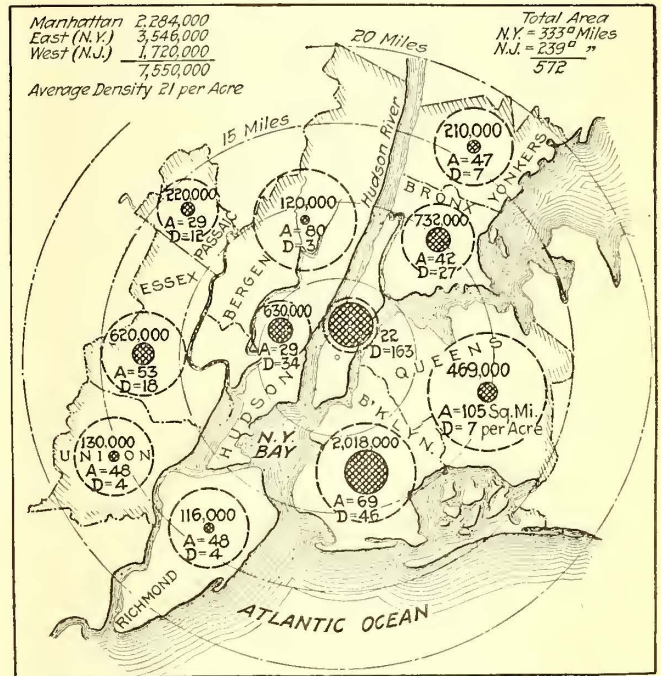 Manhattan 2,284,000
East (N.Y.) 3,546,000
West (N.J.) 1,720,000
7,550,000
Average Density 21 per Acre
Total Area
N.Y. = 333□ Miles
N.J. = 239□ "
572
20 Miles
15 Miles
Hudson River
210,000
A=47
D=7
YONKERS
BRONX
732,000
A=42
D=27
220,000
A=29
D=12
PASSAIC
120,000
A=80
D=3
ESSEX
BERGEN
630,000
A=29
D=34
22
D=163
620,000
A=53
D=18
HUDSON
QUEENS
469,000
A=105 Sq. Mi.
D=7 per Acre
B'KLYN.
N.Y.
BAY
2,018,000
A=69
D=46
130,000
UNION
A=48
D=4
116,000
A=48
D=4
RICHMOND
ATLANTIC OCEAN